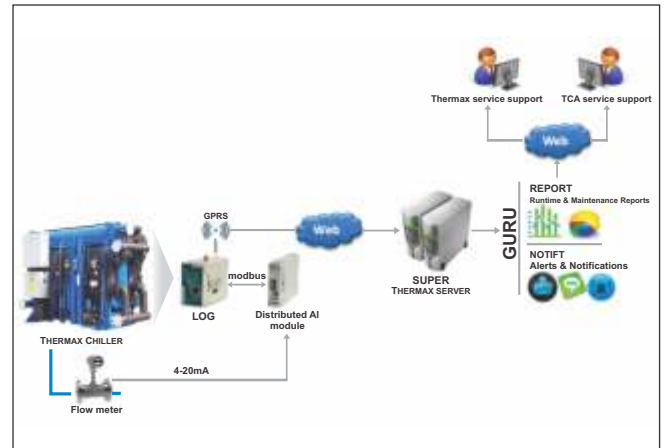 Thermax service support
TCA service support
Web
REPORT
Runtime & Maintenance Reports
GURU
NOTIFT
Alerts & Notifications
GPRS
Web
modbus
LOG
Distributed AI
module
SUPER
THERMAX SERVER
THERMAX CHILLER
4-20mA
Flow meter